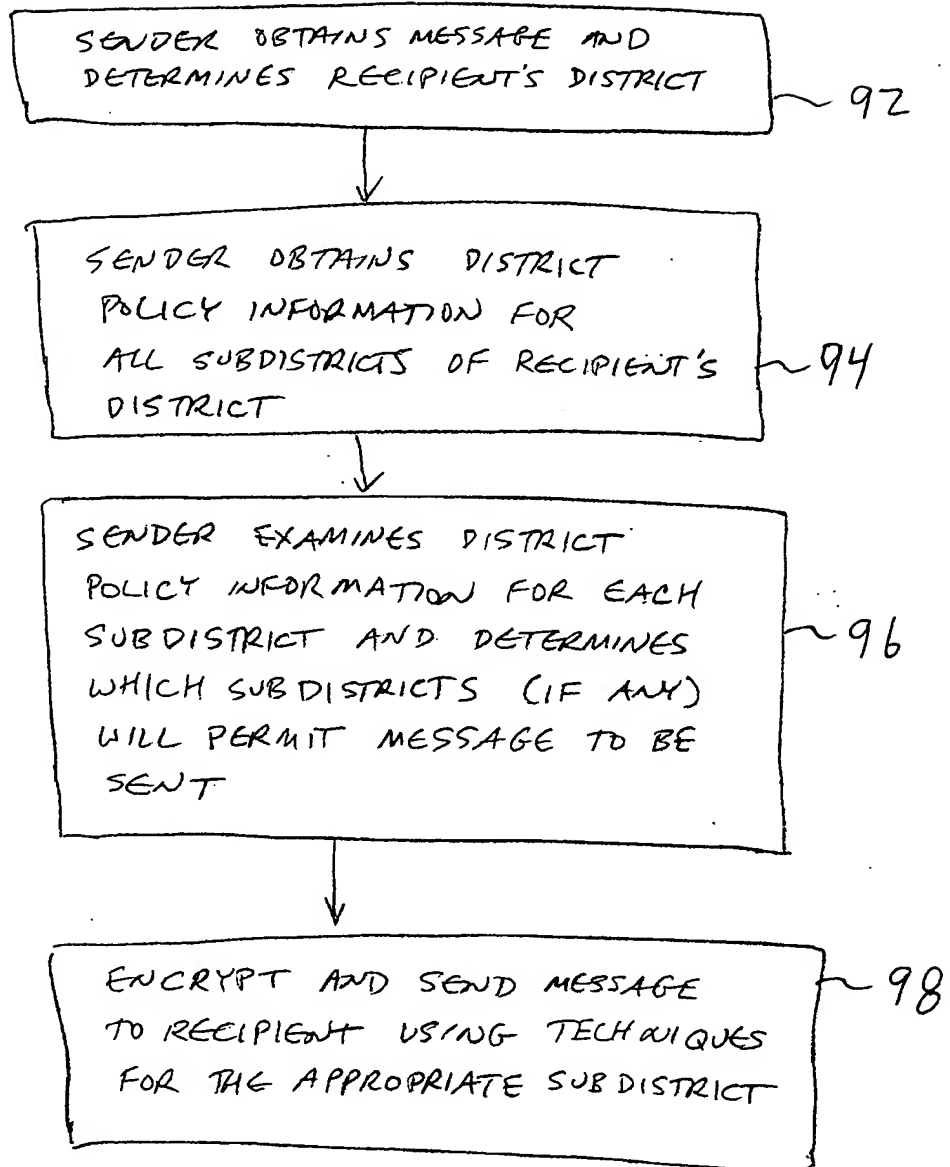 SENDER OBTAINS MESSAGE AND
DETERMINES RECIPIENT'S DISTRICT
92
SENDER OBTAINS DISTRICT
POLICY INFORMATION FOR
ALL SUBDISTRICTS OF RECIPIENT'S
DISTRICT
94
SENDER EXAMINES DISTRICT
POLICY INFORMATION FOR EACH
SUBDISTRICT AND DETERMINES
WHICH SUBDISTRICTS (IF ANY)
WILL PERMIT MESSAGE TO BE
SENT
96
ENCRYPT AND SEND MESSAGE
TO RECIPIENT USING TECHNIQUES
FOR THE APPROPRIATE SUBDISTRICT
98